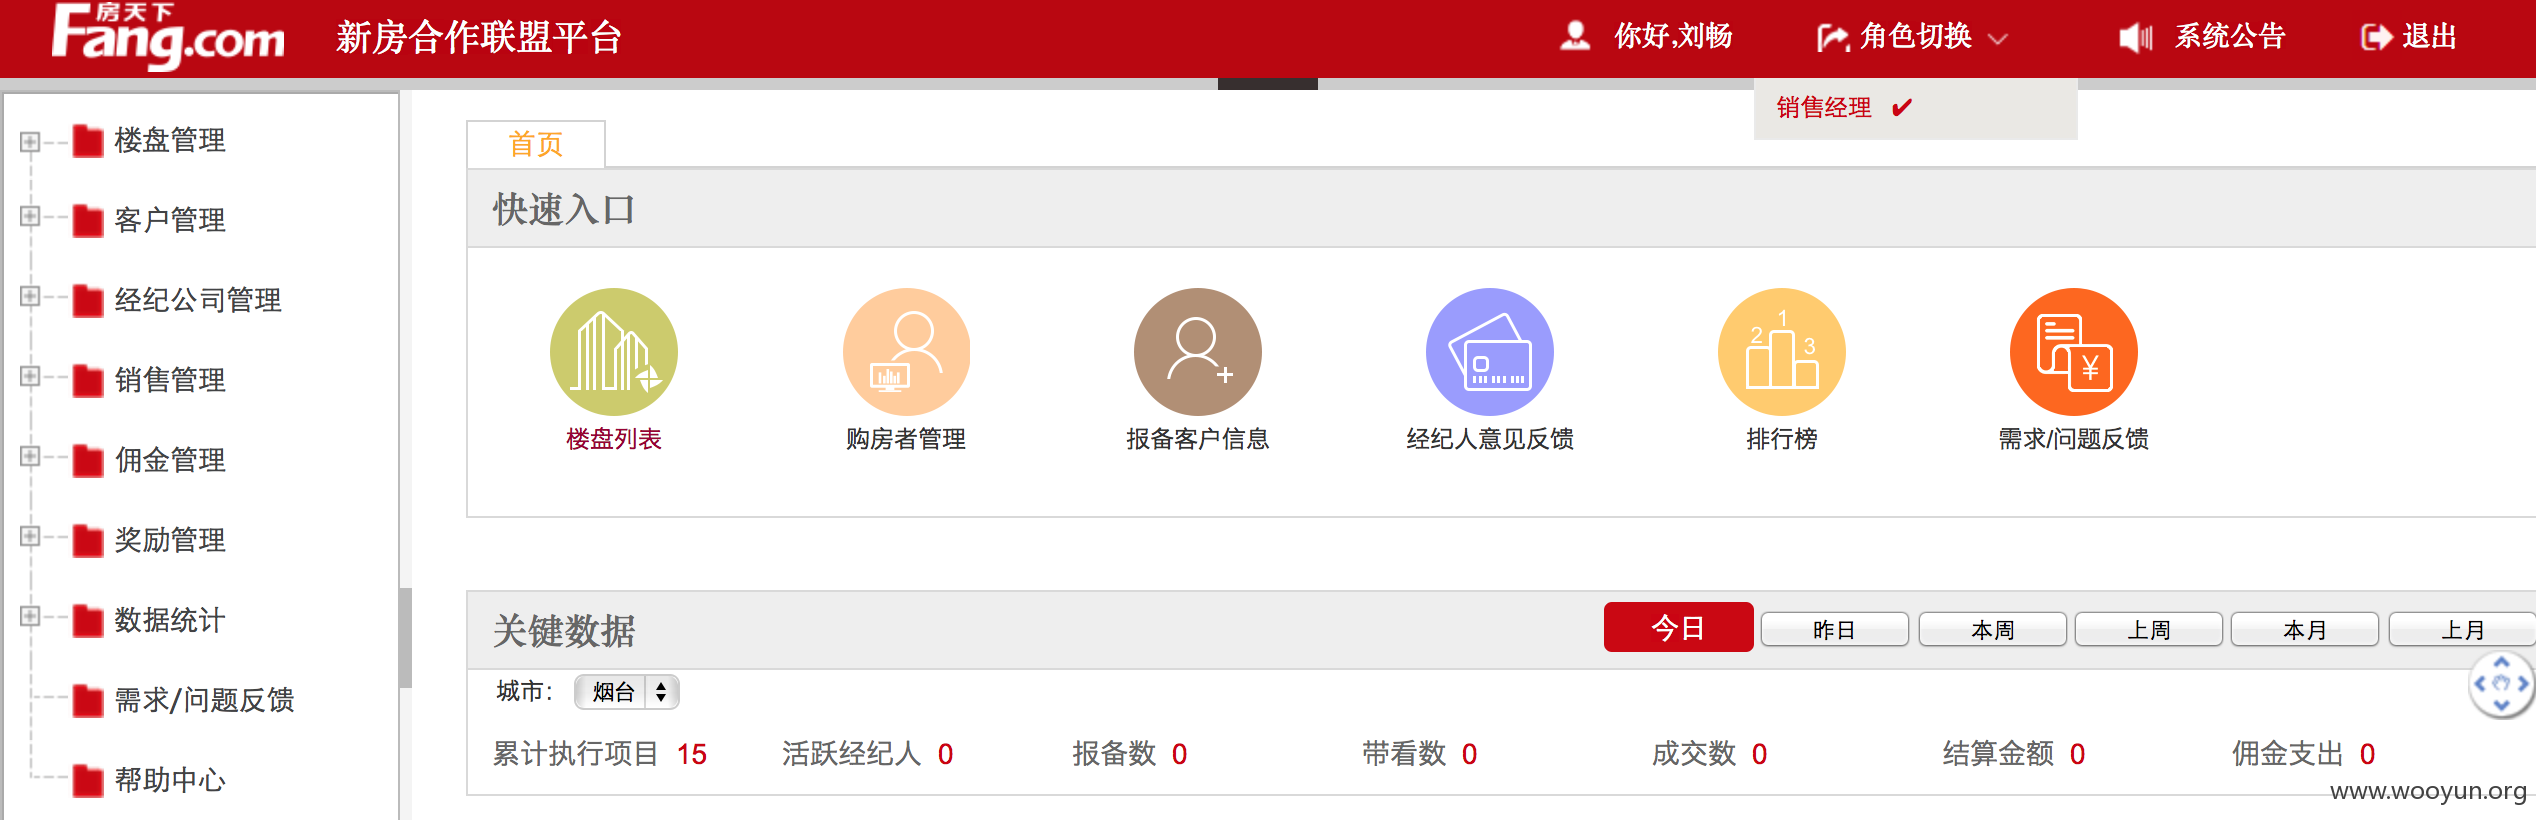 房天下
Fang.com
新房合作联盟平台
你好,刘畅
角色切换
系统公告
退出
销售经理
楼盘管理
客户管理
经纪公司管理
销售管理
佣金管理
奖励管理
数据统计
需求/问题反馈
帮助中心
首页
快速入口
楼盘列表
购房者管理
报备客户信息
经纪人意见反馈
2 1 3
排行榜
¥
需求/问题反馈
关键数据
今日
昨日
本周
上周
本月
上月
城市：
烟台
累计执行项目 15
活跃经纪人 0
报备数 0
带看数 0
成交数 0
结算金额 0
佣金支出 0
www.wooyun.org